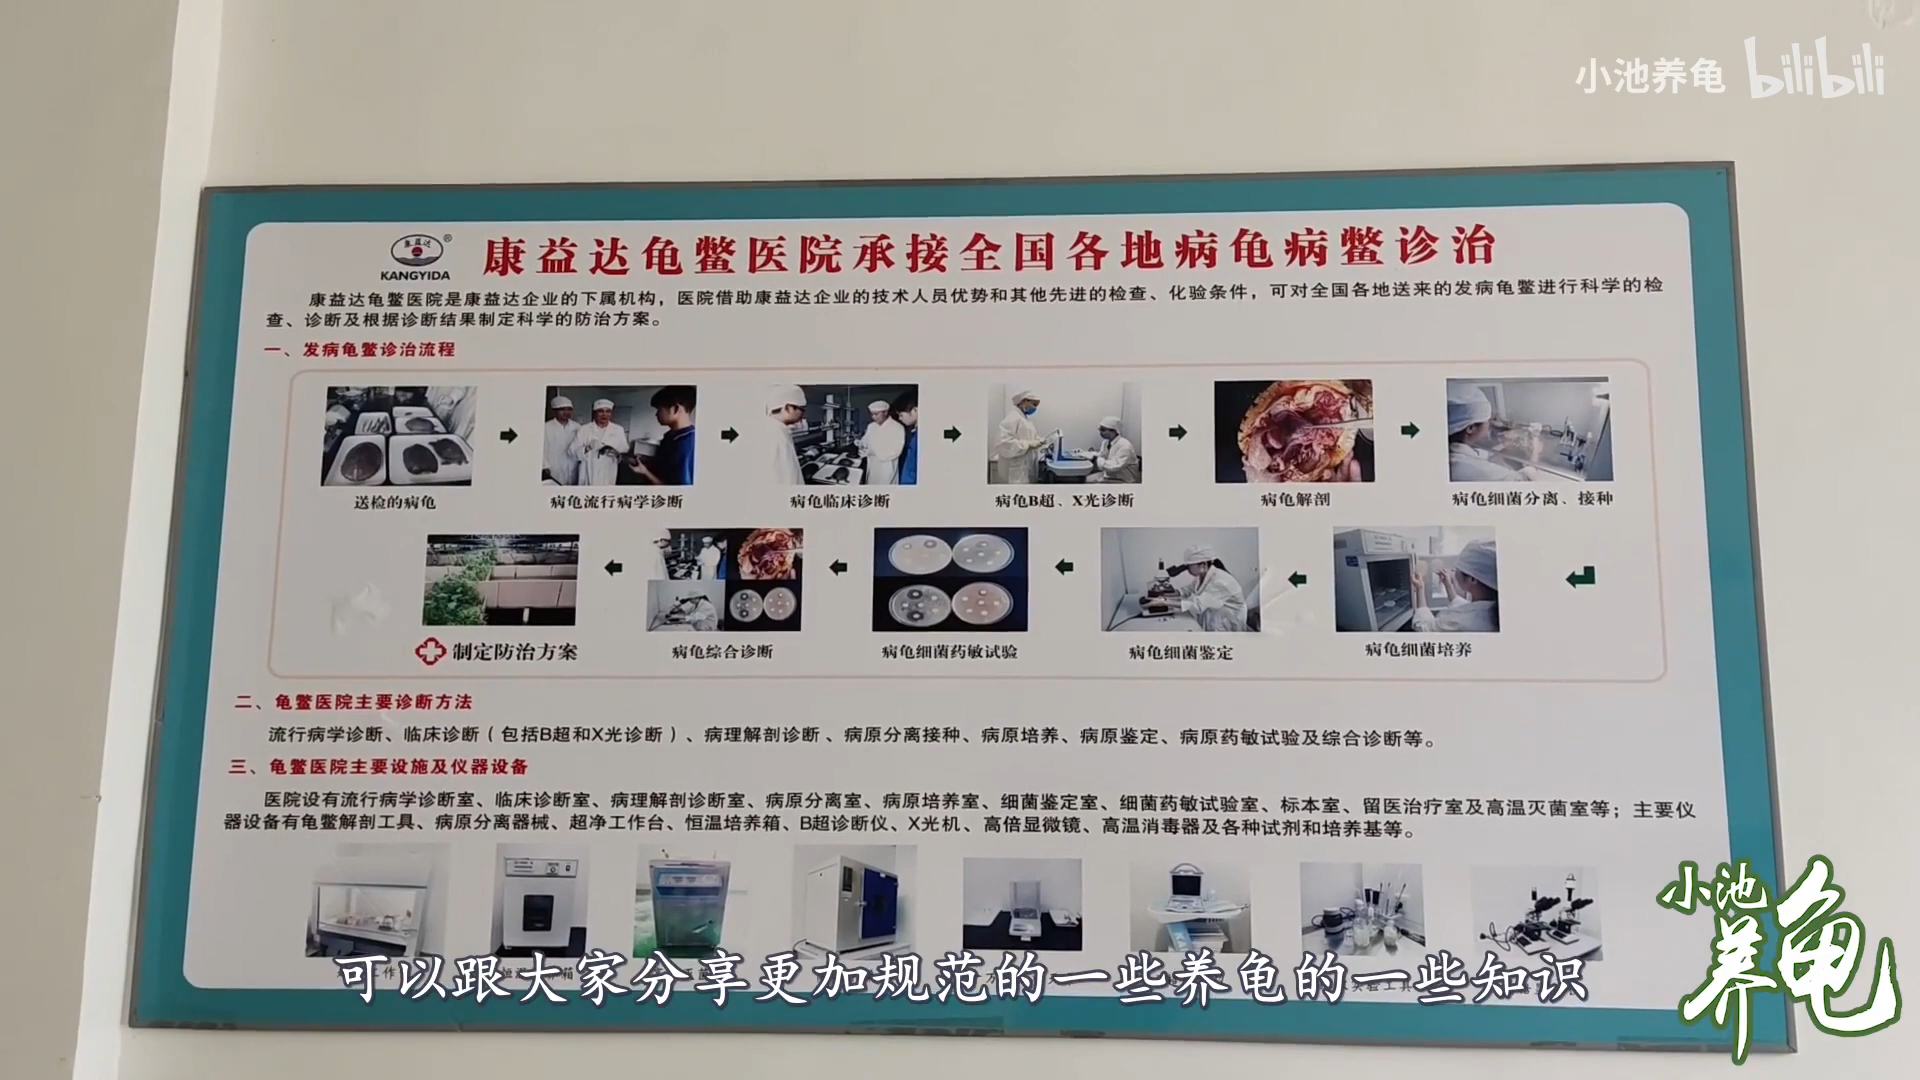 小池养龟 bilibili
康益达
®
KANGYIDA
康益达龟鳖医院承接全国各地病龟病鳖诊治
康益达龟鳖医院是康益达企业的下属机构，医院借助康益达企业的技术人员优势和其他先进的检查、化验条件，可对全国各地送来的发病龟鳖进行科学的检
查、诊断及根据诊断结果制定科学的防治方案。
一、发病龟鳖诊治流程
送检的病龟
病龟流行病学诊断
病龟临床诊断
病龟B超、X光诊断
病龟解剖
病龟细菌分离、接种
制定防治方案
病龟综合诊断
病龟细菌药敏试验
病龟细菌鉴定
病龟细菌培养
二、龟鳖医院主要诊断方法
流行病学诊断、临床诊断（包括B超和X光诊断）、病理解剖诊断、病原分离接种、病原培养、病原鉴定、病原药敏试验及综合诊断等。
三、龟鳖医院主要设施及仪器设备
医院设有流行病学诊断室、临床诊断室、病理解剖诊断室、病原分离室、病原培养室、细菌鉴定室、细菌药敏试验室、标本室、留医治疗室及高温灭菌室等；主要仪
器设备有龟鳖解剖工具、病原分离器械、超净工作台、恒温培养箱、B超诊断仪、X光机、高倍显微镜、高温消毒器及各种试剂和培养基等。
可以跟大家分享更加规范的一些养龟的一些知识
小池
养龟